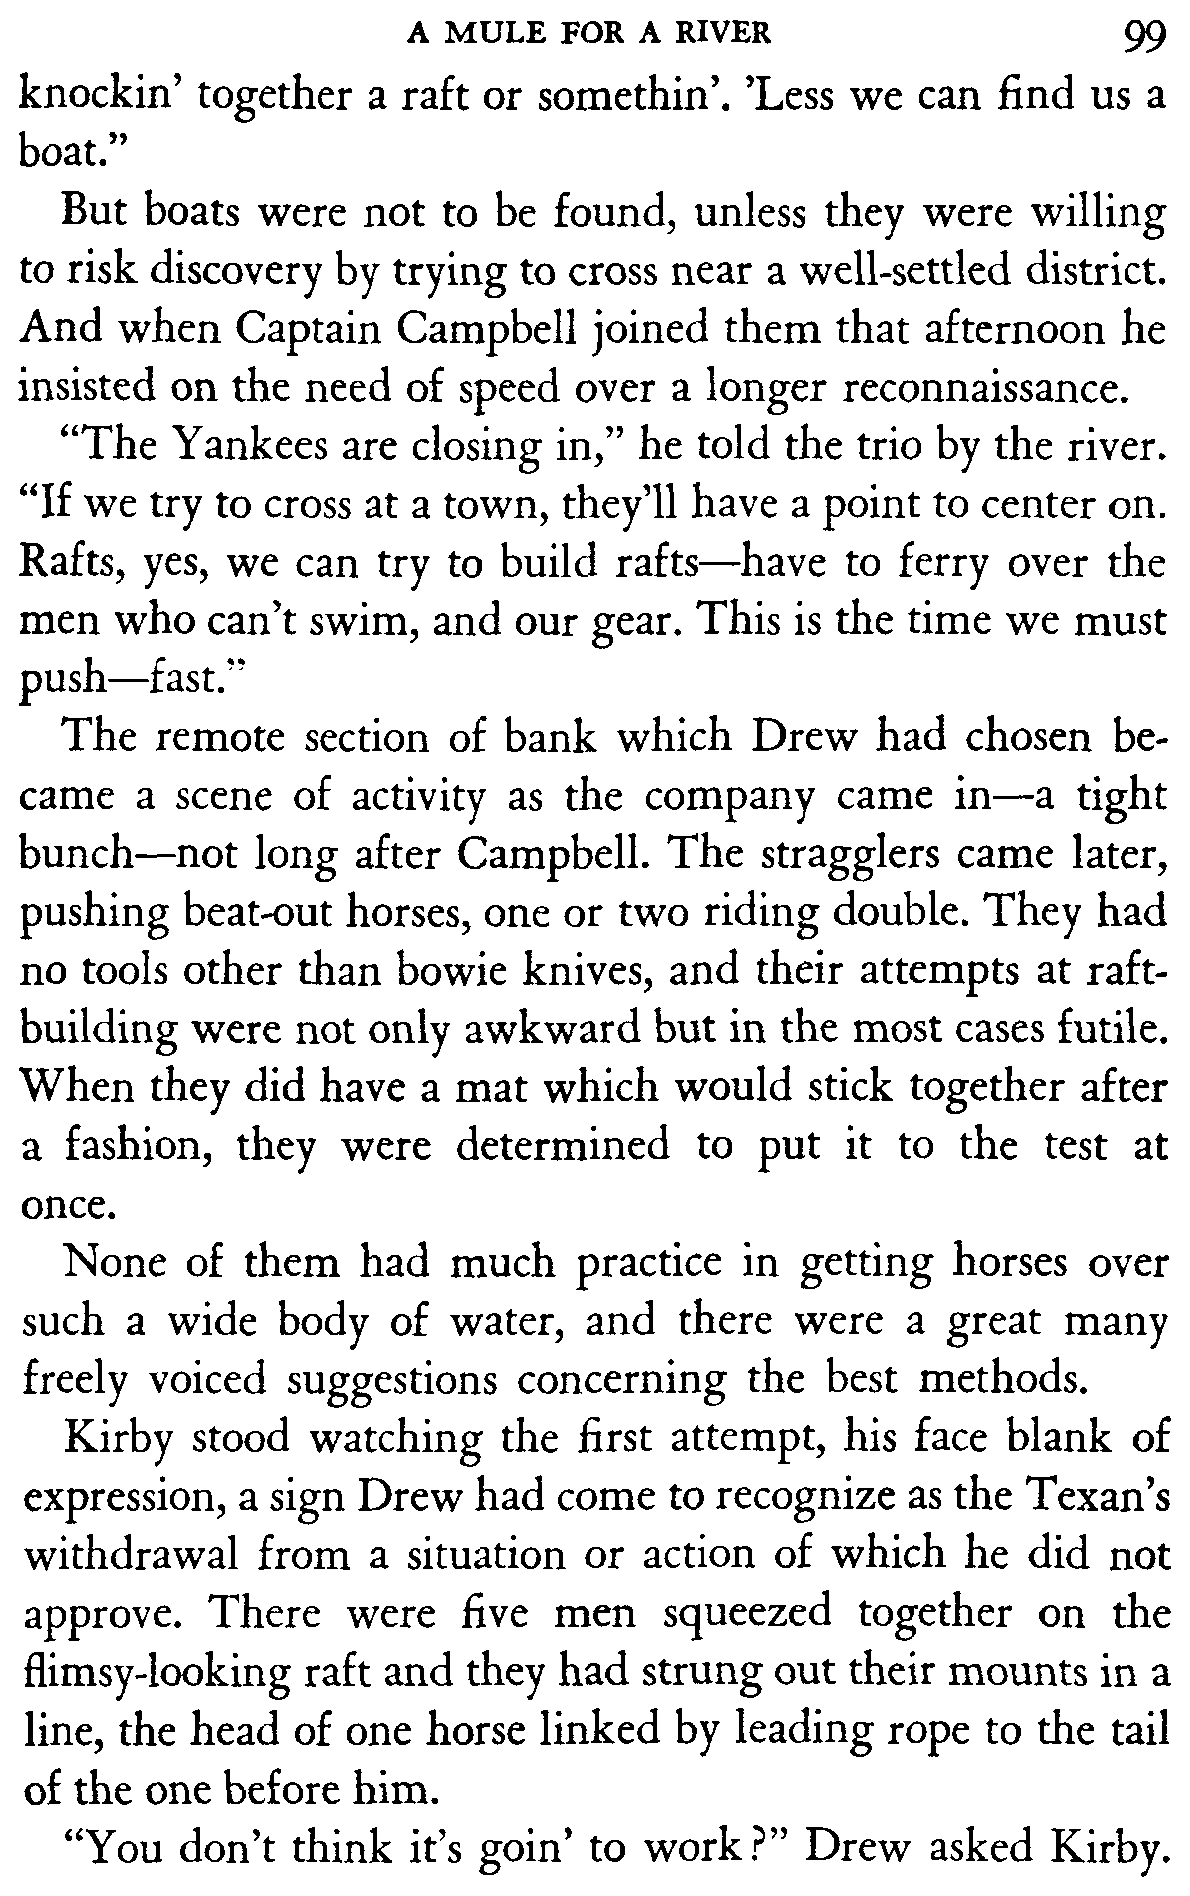 A MULE FOR A RIVER 99
knockin’ together a raft or somethin’. ’Less we can find us a
boat.”
But boats were not to be found, unless they were willing
to risk discovery by trying to cross near a well-settled district.
And when Captain Campbell joined them that afternoon he
insisted on the need of speed over a longer reconnaissance.
“The Yankees are closing in,” he told the trio by the river.
“If we try to cross at a town, they’ll have a point to center on.
Rafts, yes, we can try to build rafts—have to ferry over the
men who can’t swim, and our gear. This is the time we must
push—fast.”
The remote section of bank which Drew had chosen be-
came a scene of activity as the company came in—a tight
bunch—not long after Campbell. The stragglers came later,
pushing beat-out horses, one or two riding double. They had
no tools other than bowie knives, and their attempts at raft-
building were not only awkward but in the most cases futile.
When they did have a mat which would stick together after
a fashion, they were determined to put it to the test at
once.
None of them had much practice in getting horses over
such a wide body of water, and there were a great many
freely voiced suggestions concerning the best methods.
Kirby stood watching the first attempt, his face blank of
expression, a sign Drew had come to recognize as the Texan’s
withdrawal from a situation or action of which he did not
approve. There were five men squeezed together on the
flimsy-looking raft and they had strung out their mounts in a
line, the head of one horse linked by leading rope to the tail
of the one before him.
“You don’t think it’s goin’ to work?” Drew asked Kirby.